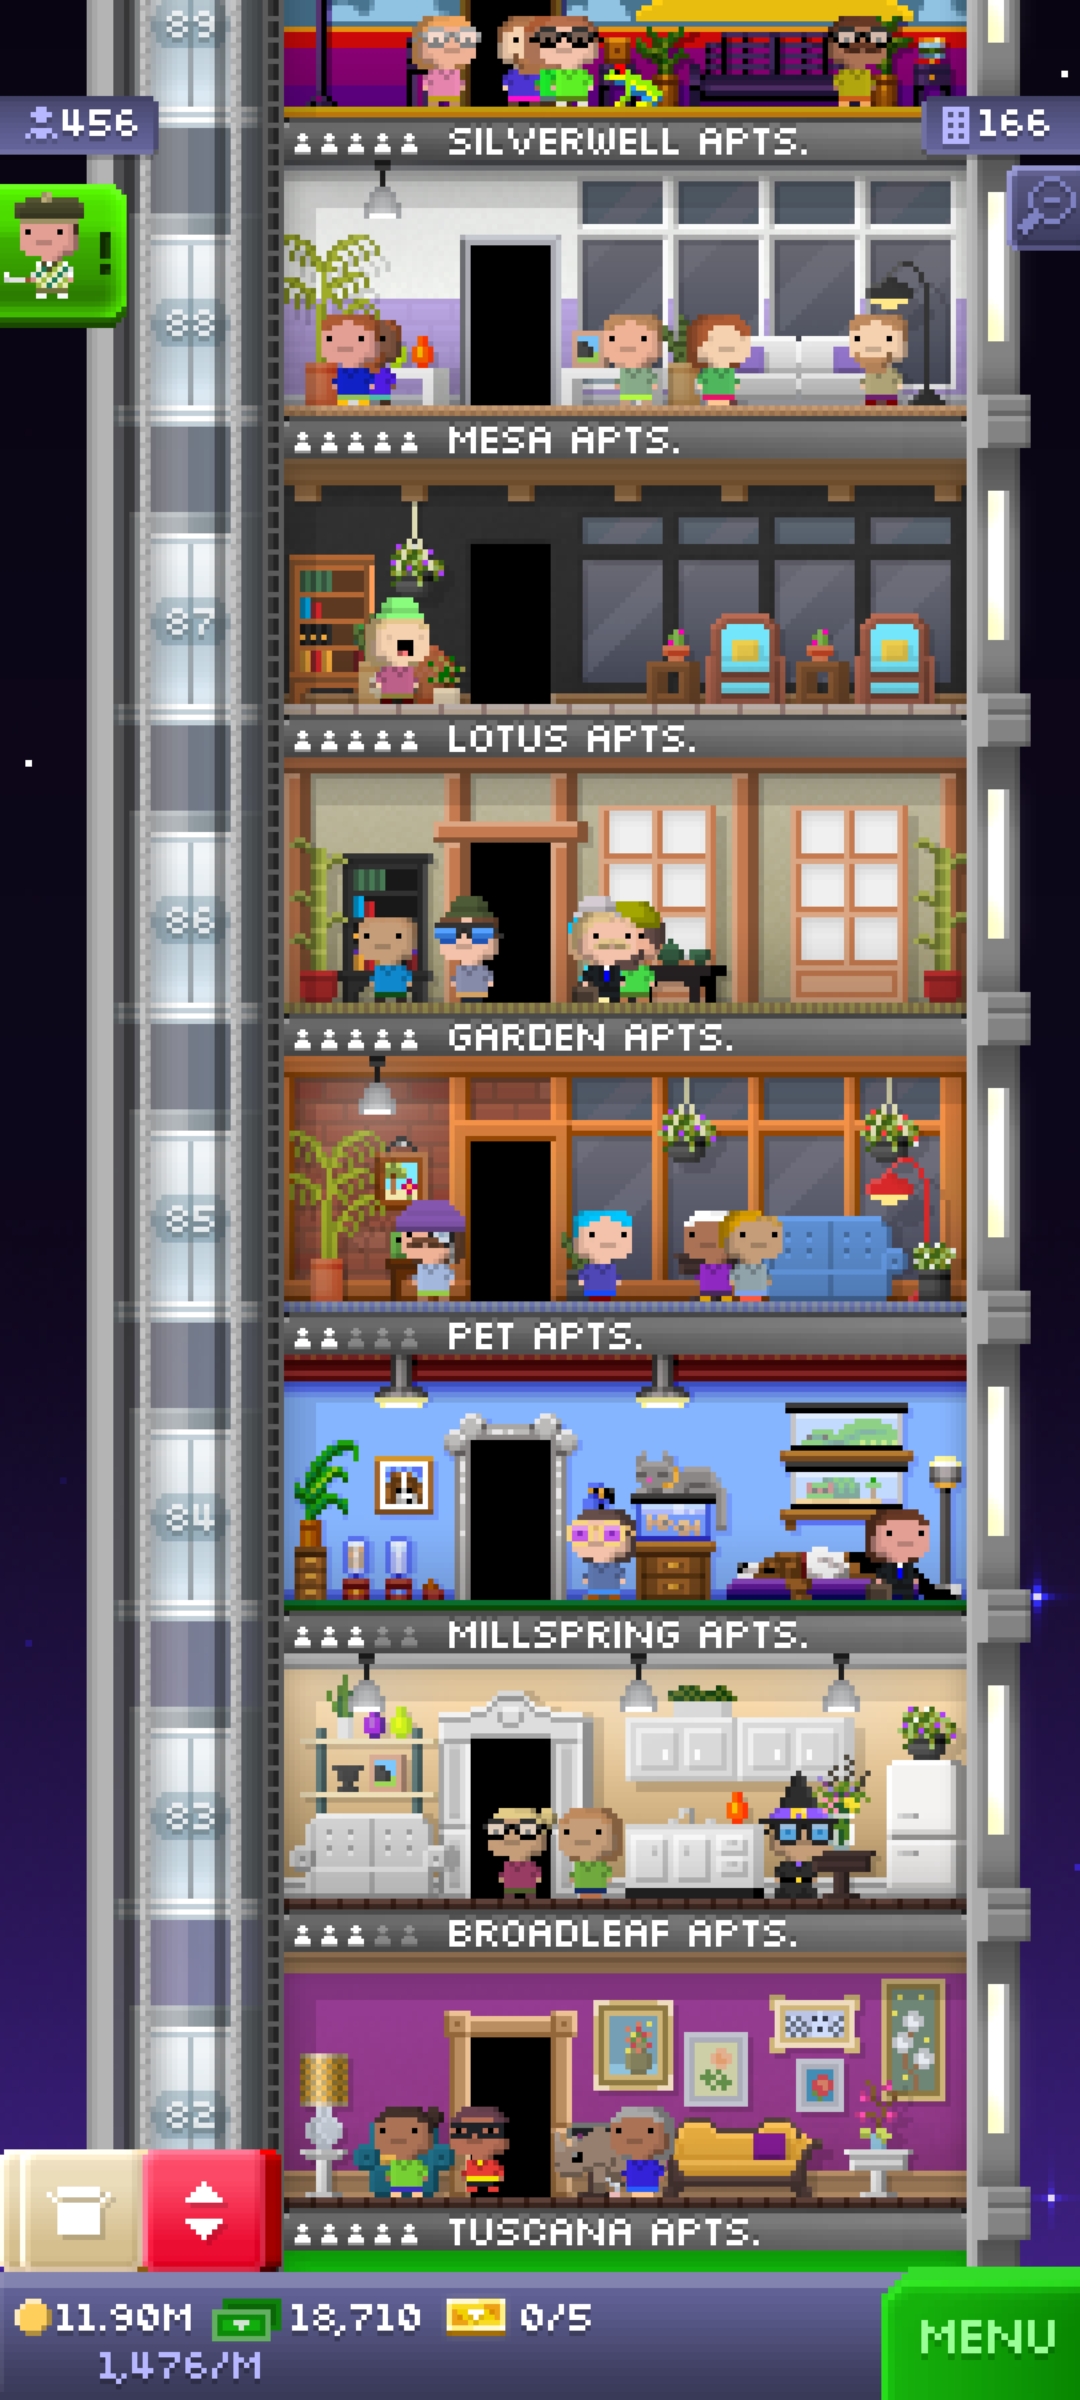 89
456
SILVERWELL APTS.
166
88
MESA APTS.
87
LOTUS APTS.
86
GARDEN APTS.
85
PET APTS.
84
MILLSPRING APTS.
83
BROADLEAF APTS.
82
TUSCANA APTS.
11.90M 18,710 0/5
MENU
1,476/M